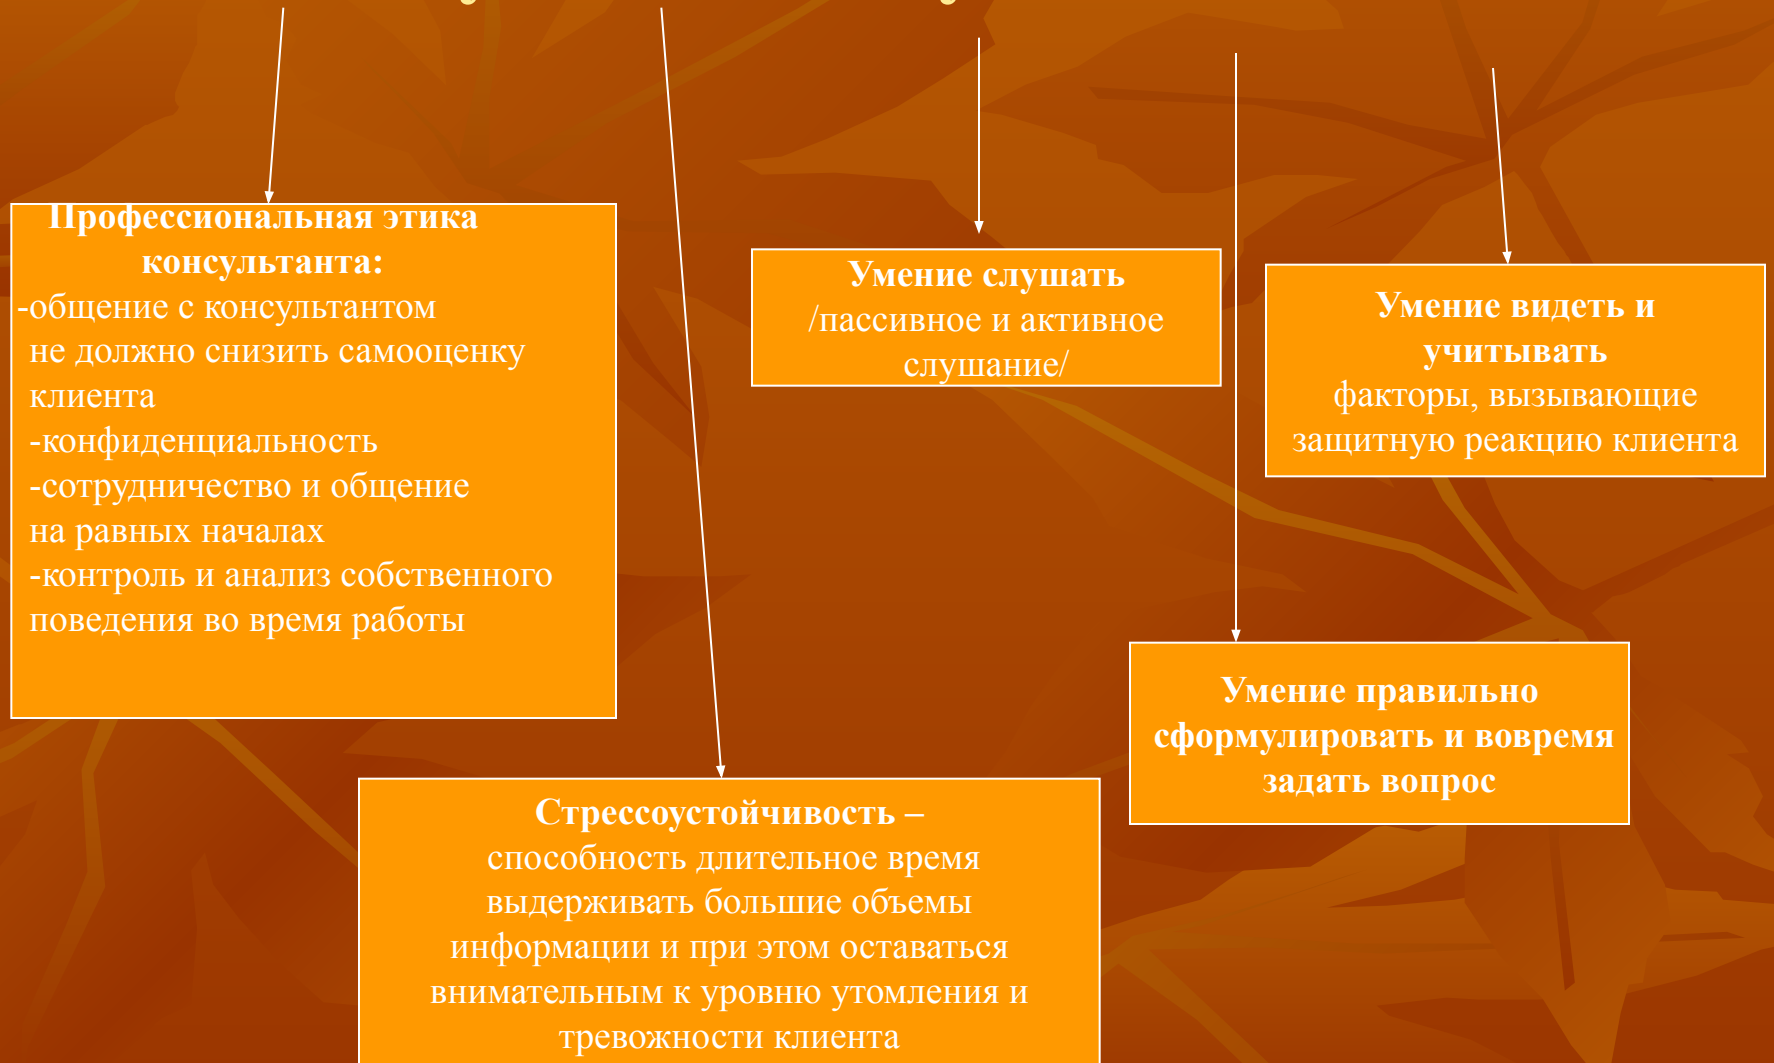 Профессиональная этика
консультанта:
-общение с консультантом
не должно снизить самооценку
клиента
-конфиденциальность
-сотрудничество и общение
на равных началах
-контроль и анализ собственного
поведения во время работы
Умение слушать
/пассивное и активное
слушание/
Умение видеть и
учитывать
факторы, вызывающие
защитную реакцию клиента
Умение правильно
сформулировать и вовремя
задать вопрос
Стрессоустойчивость –
способность длительное время
выдерживать большие объемы
информации и при этом оставаться
внимательным к уровню утомления и
тревожности клиента